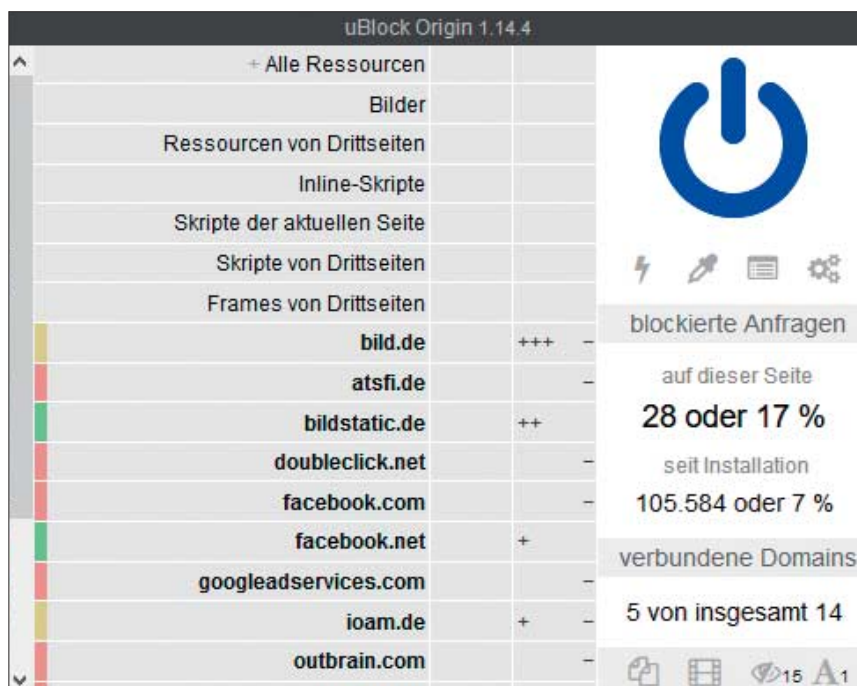 uBlock Origin 1.14.4
+ Alle Ressourcen
Bilder
Ressourcen von Drittseiten
Inline-Skripte
Skripte der aktuellen Seite
Skripte von Drittseiten
Frames von Drittseiten
bild.de +++ −
atsfi.de −
bildstatic.de ++
doubleclick.net −
facebook.com −
facebook.net +
googleadservices.com −
ioam.de + −
outbrain.com −
blockierte Anfragen
auf dieser Seite
28 oder 17 %
seit Installation
105.584 oder 7 %
verbundene Domains
5 von insgesamt 14
15 A 1